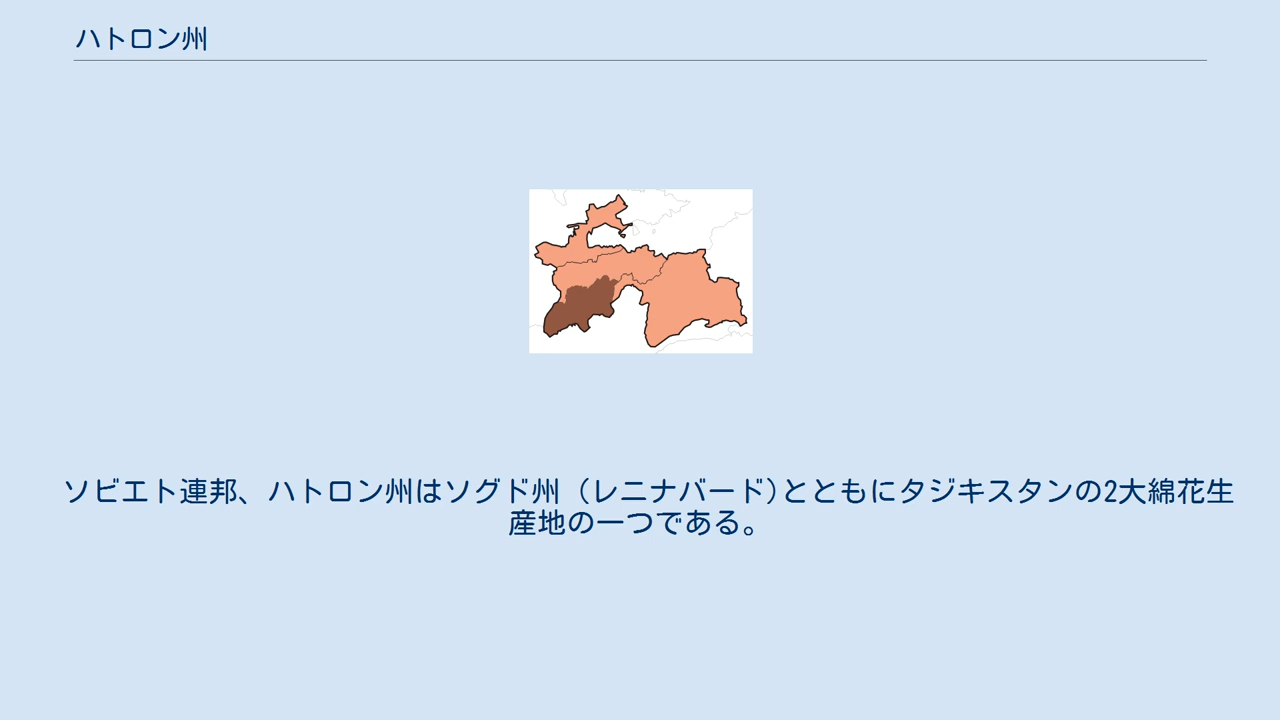 ハトロン州
ソビエト連邦、ハトロン州はソグド州 (レニナバード)とともにタジキスタンの2大綿花生
産地の一つである。